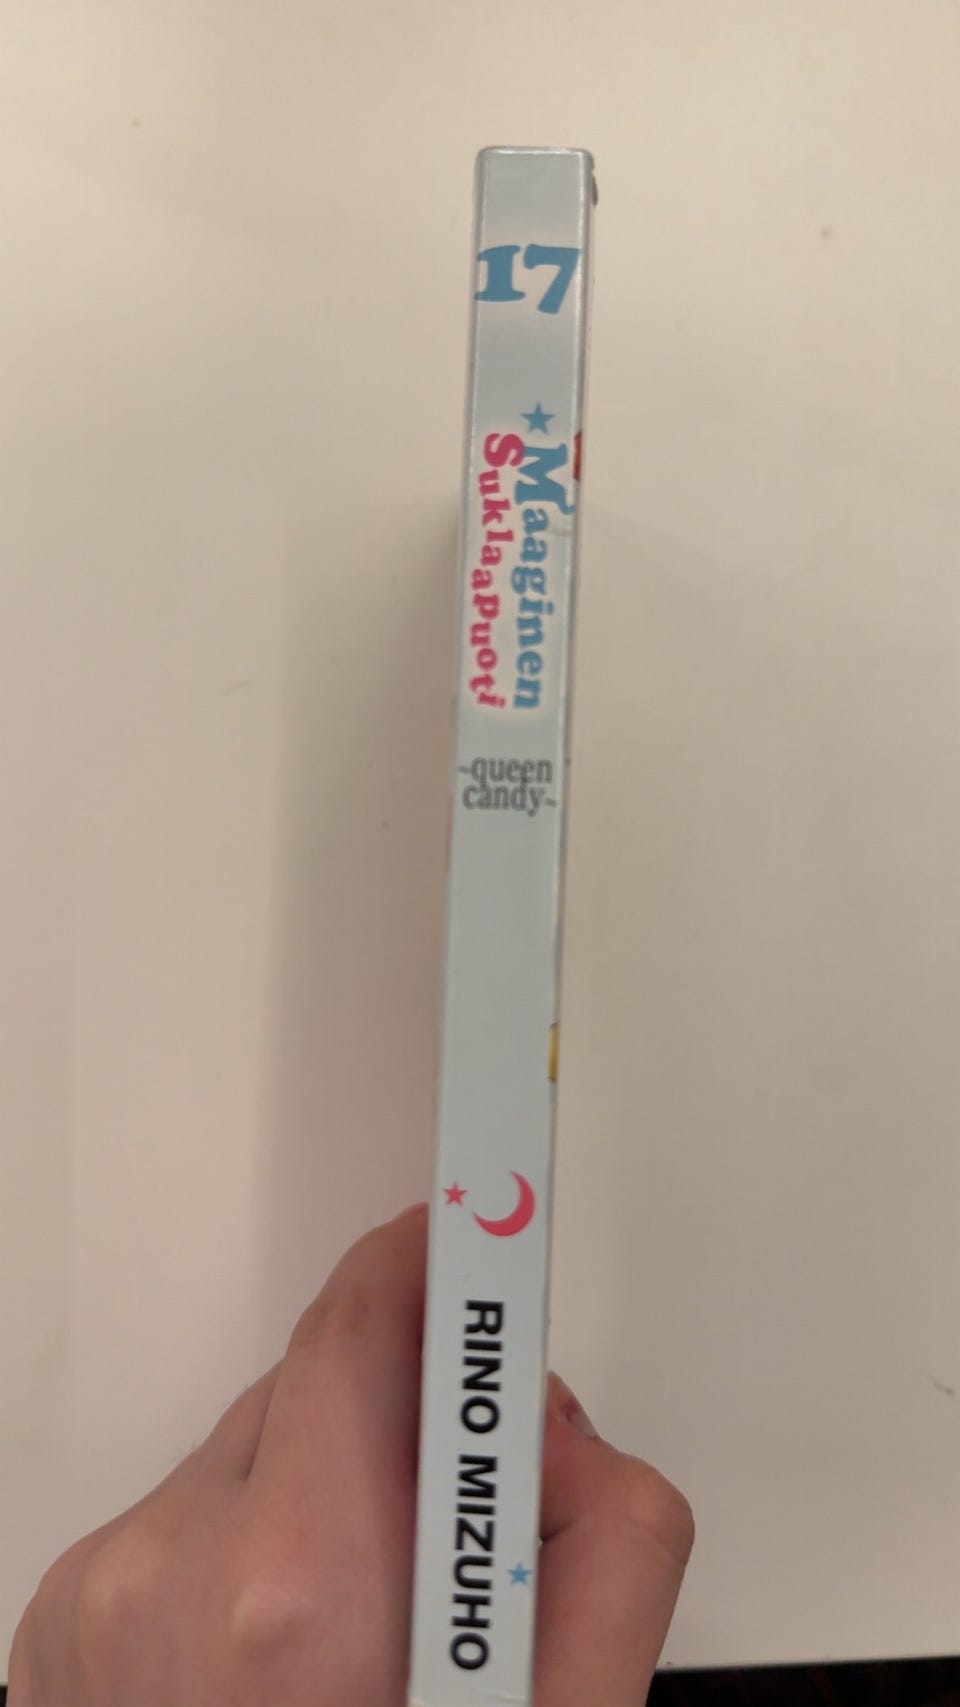 17
Maaginen
Suklaapuoti
~queen
candy~
RINO MIZUHO